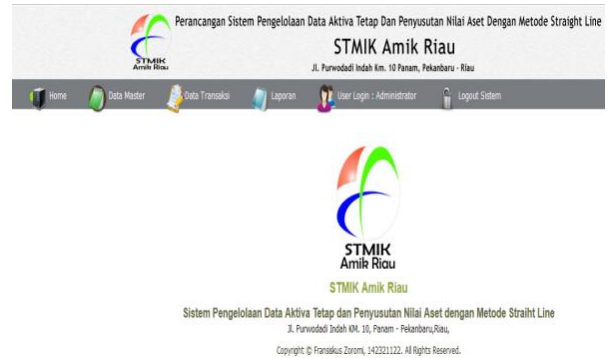 Perancangan Sistem Pengelolaan Data Aktiva Tetap Dan Penyusutan Nilai Aset Dengan Metode Straight Line
STMIK
Amik Riau
STMIK Amik Riau
Jl. Purwodadi Indah Km. 10 Panam, Pekanbaru - Riau
Home Data Master Data Transaksi Laporan User Login : Administrator Logout Sistem
STMIK
Amik Riau
STMIK Amik Riau
Sistem Pengelolaan Data Aktiva Tetap dan Penyusutan Nilai Aset dengan Metode Straiht Line
Jl. Purwodadi Indah KM. 10, Panam - Pekanbaru,Riau,
Copyright © Fransiskus Zoromi, 142321122. All Rights Reserved.